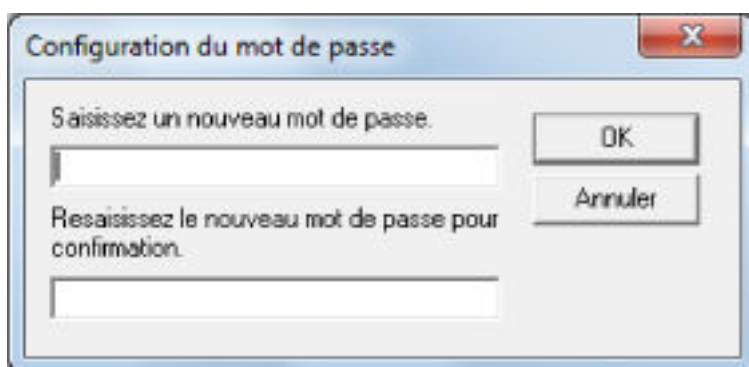 Configuration du mot de passe
Saisissez un nouveau mot de passe.
OK
Annuler
Resaisissez le nouveau mot de passe pour
confirmation.